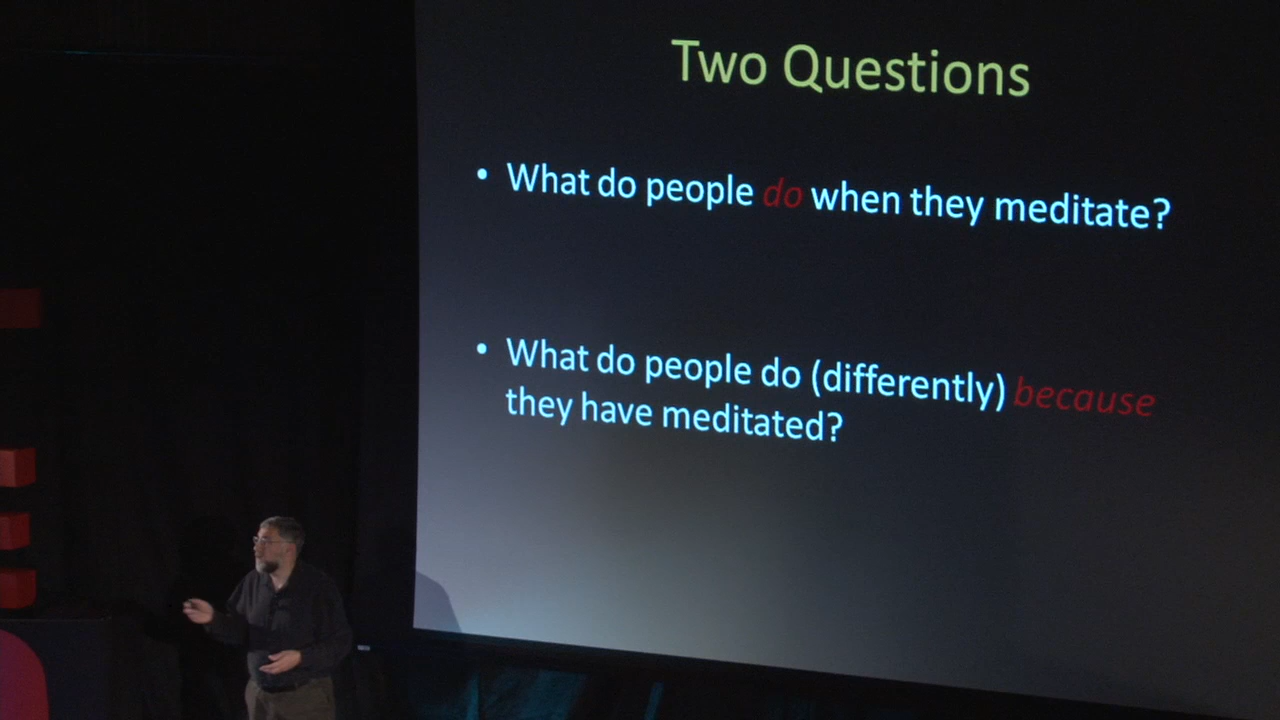 Two Questions
• What do people do when they meditate?
• What do people do (differently) because
they have meditated?